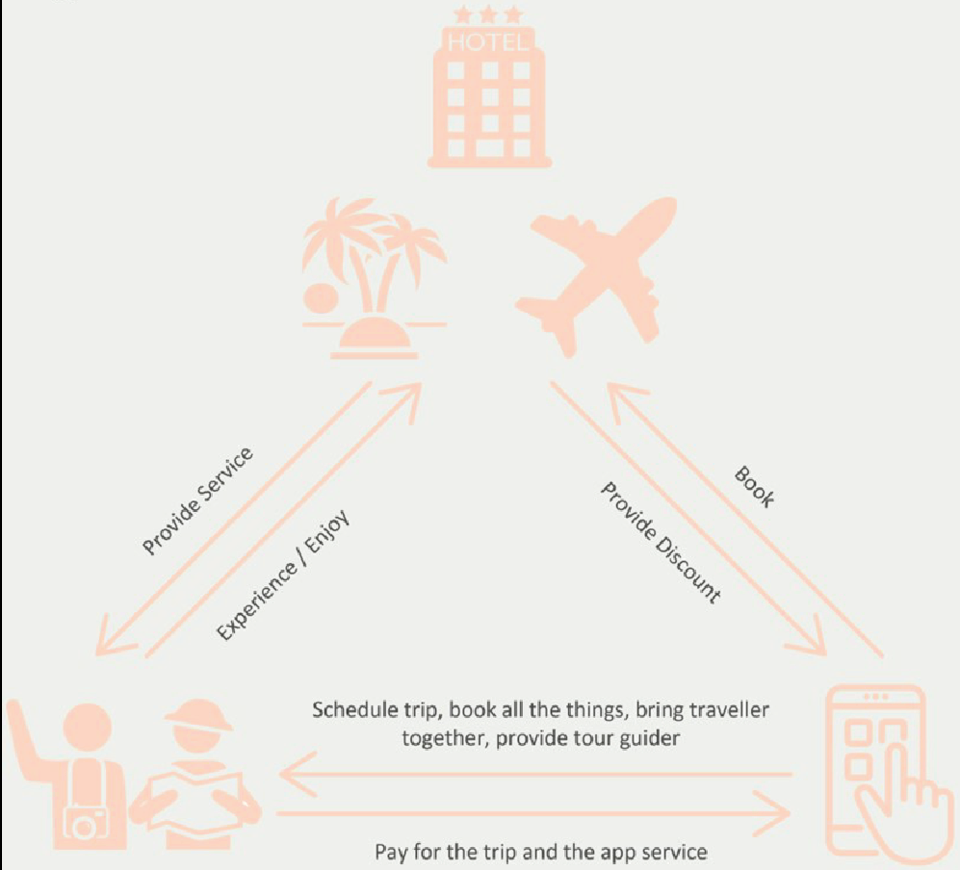 HOTEL
Provide Service
Experience / Enjoy
Book
Provide Discount
Schedule trip, book all the things, bring traveller
together, provide tour guider
Pay for the trip and the app service